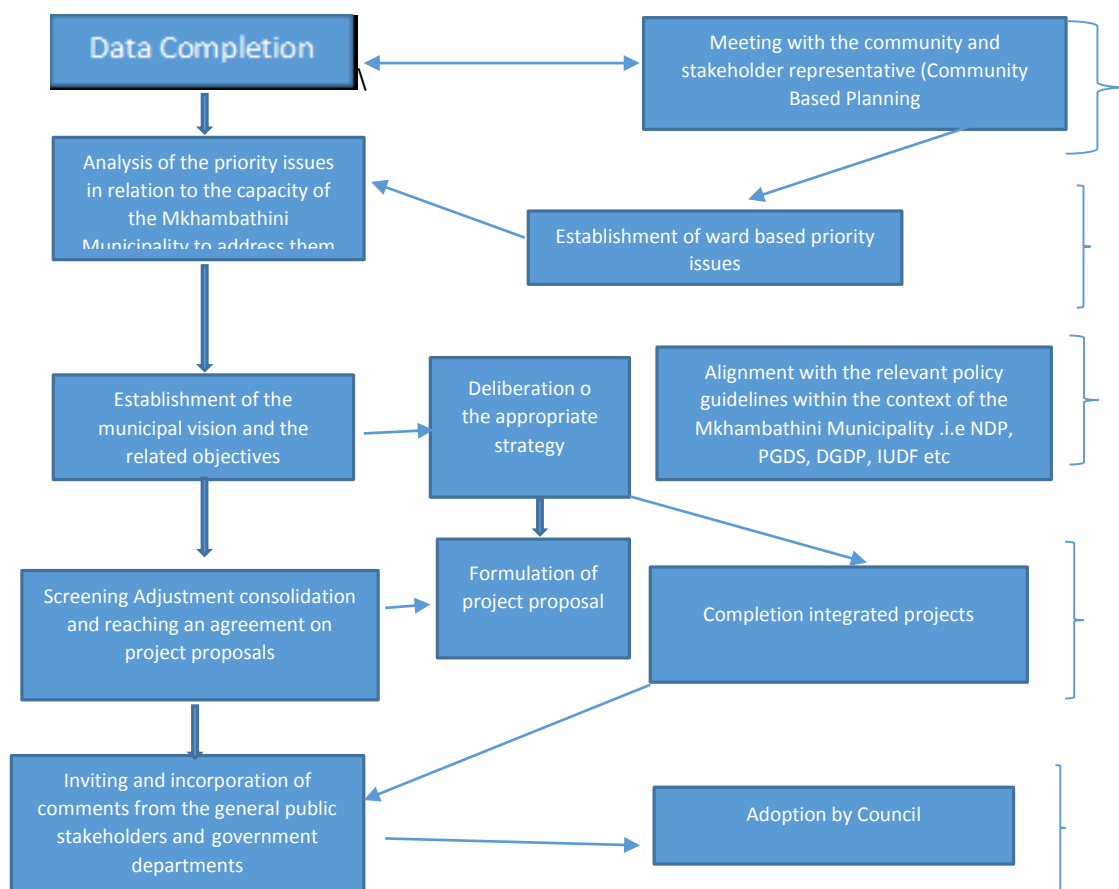 Data Completion
\
Meeting with the community and
stakeholder representative (Community
Based Planning
Analysis of the priority issues
in relation to the capacity of
the Mkhambathini
Municipality to address them
Establishment of ward based priority
issues
Establishment of the
municipal vision and the
related objectives
Deliberation o
the appropriate
strategy
Alignment with the relevant policy
guidelines within the context of the
Mkhambathini Municipality .i.e NDP,
PGDS, DGDP, IUDF etc
Screening Adjustment consolidation
and reaching an agreement on
project proposals
Formulation of
project proposal
Completion integrated projects
Inviting and incorporation of
comments from the general public
stakeholders and government
departments
Adoption by Council